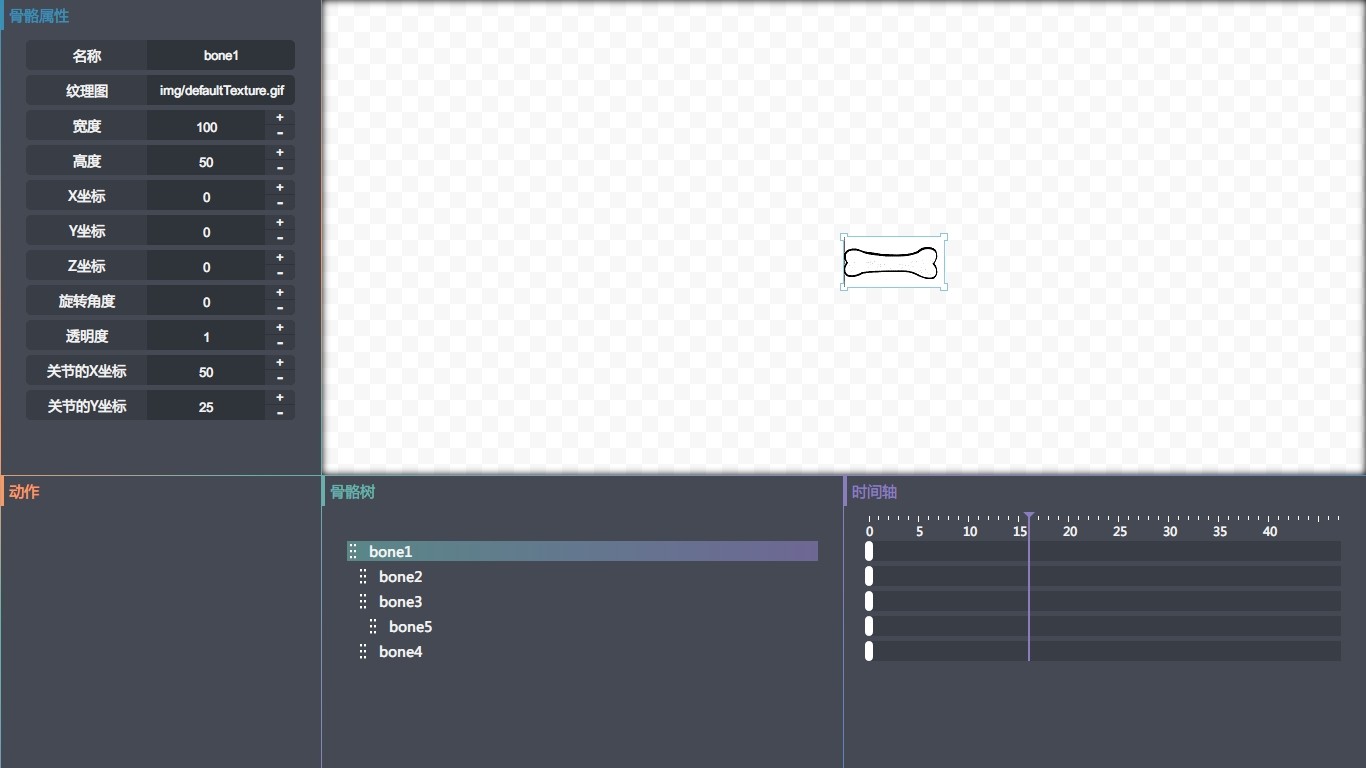 骨骼属性
名称 bone1
纹理图 img/defaultTexture.gif
宽度 100 + -
高度 50 + -
X坐标 0 + -
Y坐标 0 + -
Z坐标 0 + -
旋转角度 0 + -
透明度 1 + -
关节的X坐标 50 + -
关节的Y坐标 25 + -
动作
骨骼树
bone1
bone2
bone3
bone5
bone4
时间轴
0 5 10 15 20 25 30 35 40